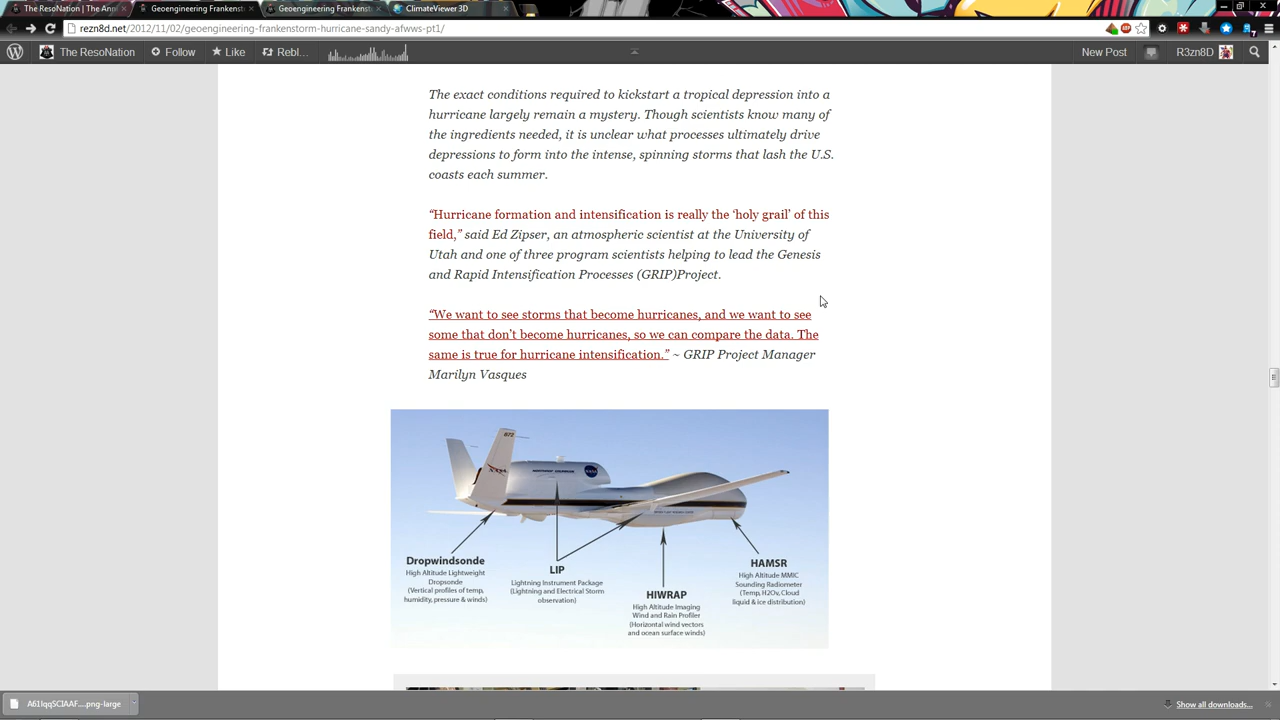 The ResoNation | The Ang
Geoengineering Frankenst
Geoengineering Frankenst
ClimateViewer 3D
rezn8d.net/2012/11/02/geoengineering-frankenstorm-hurricane-sandy-afwws-pt1/
The ResoNation
Follow
Like
Rebl...
New Post
R3zn8D
The exact conditions required to kickstart a tropical depression into a
hurricane largely remain a mystery. Though scientists know many of
the ingredients needed, it is unclear what processes ultimately drive
depressions to form into the intense, spinning storms that lash the U.S.
coasts each summer.
“Hurricane formation and intensification is really the ‘holy grail’ of this
field,” said Ed Zipser, an atmospheric scientist at the University of
Utah and one of three program scientists helping to lead the Genesis
and Rapid Intensification Processes (GRIP)Project.
“We want to see storms that become hurricanes, and we want to see
some that don’t become hurricanes, so we can compare the data. The
same is true for hurricane intensification.” ~ GRIP Project Manager
Marilyn Vasques
872
NASA
Dropwindsonde
High Altitude Lightweight
Dropsonde
(Vertical profiles of temp,
humidity, pressure & winds)
LIP
Lightning Instrument Package
(Lightning and Electrical Storm
observation)
HIWRAP
High Altitude Imaging
Wind and Rain Profiler
(Horizontal wind vectors
and ocean surface winds)
HAMSR
High Altitude MMIC
Sounding Radiometer
(Temp, H2Ov, Cloud
liquid & ice distribution)
A61IqqSCIAAF....png-large
Show all downloads...